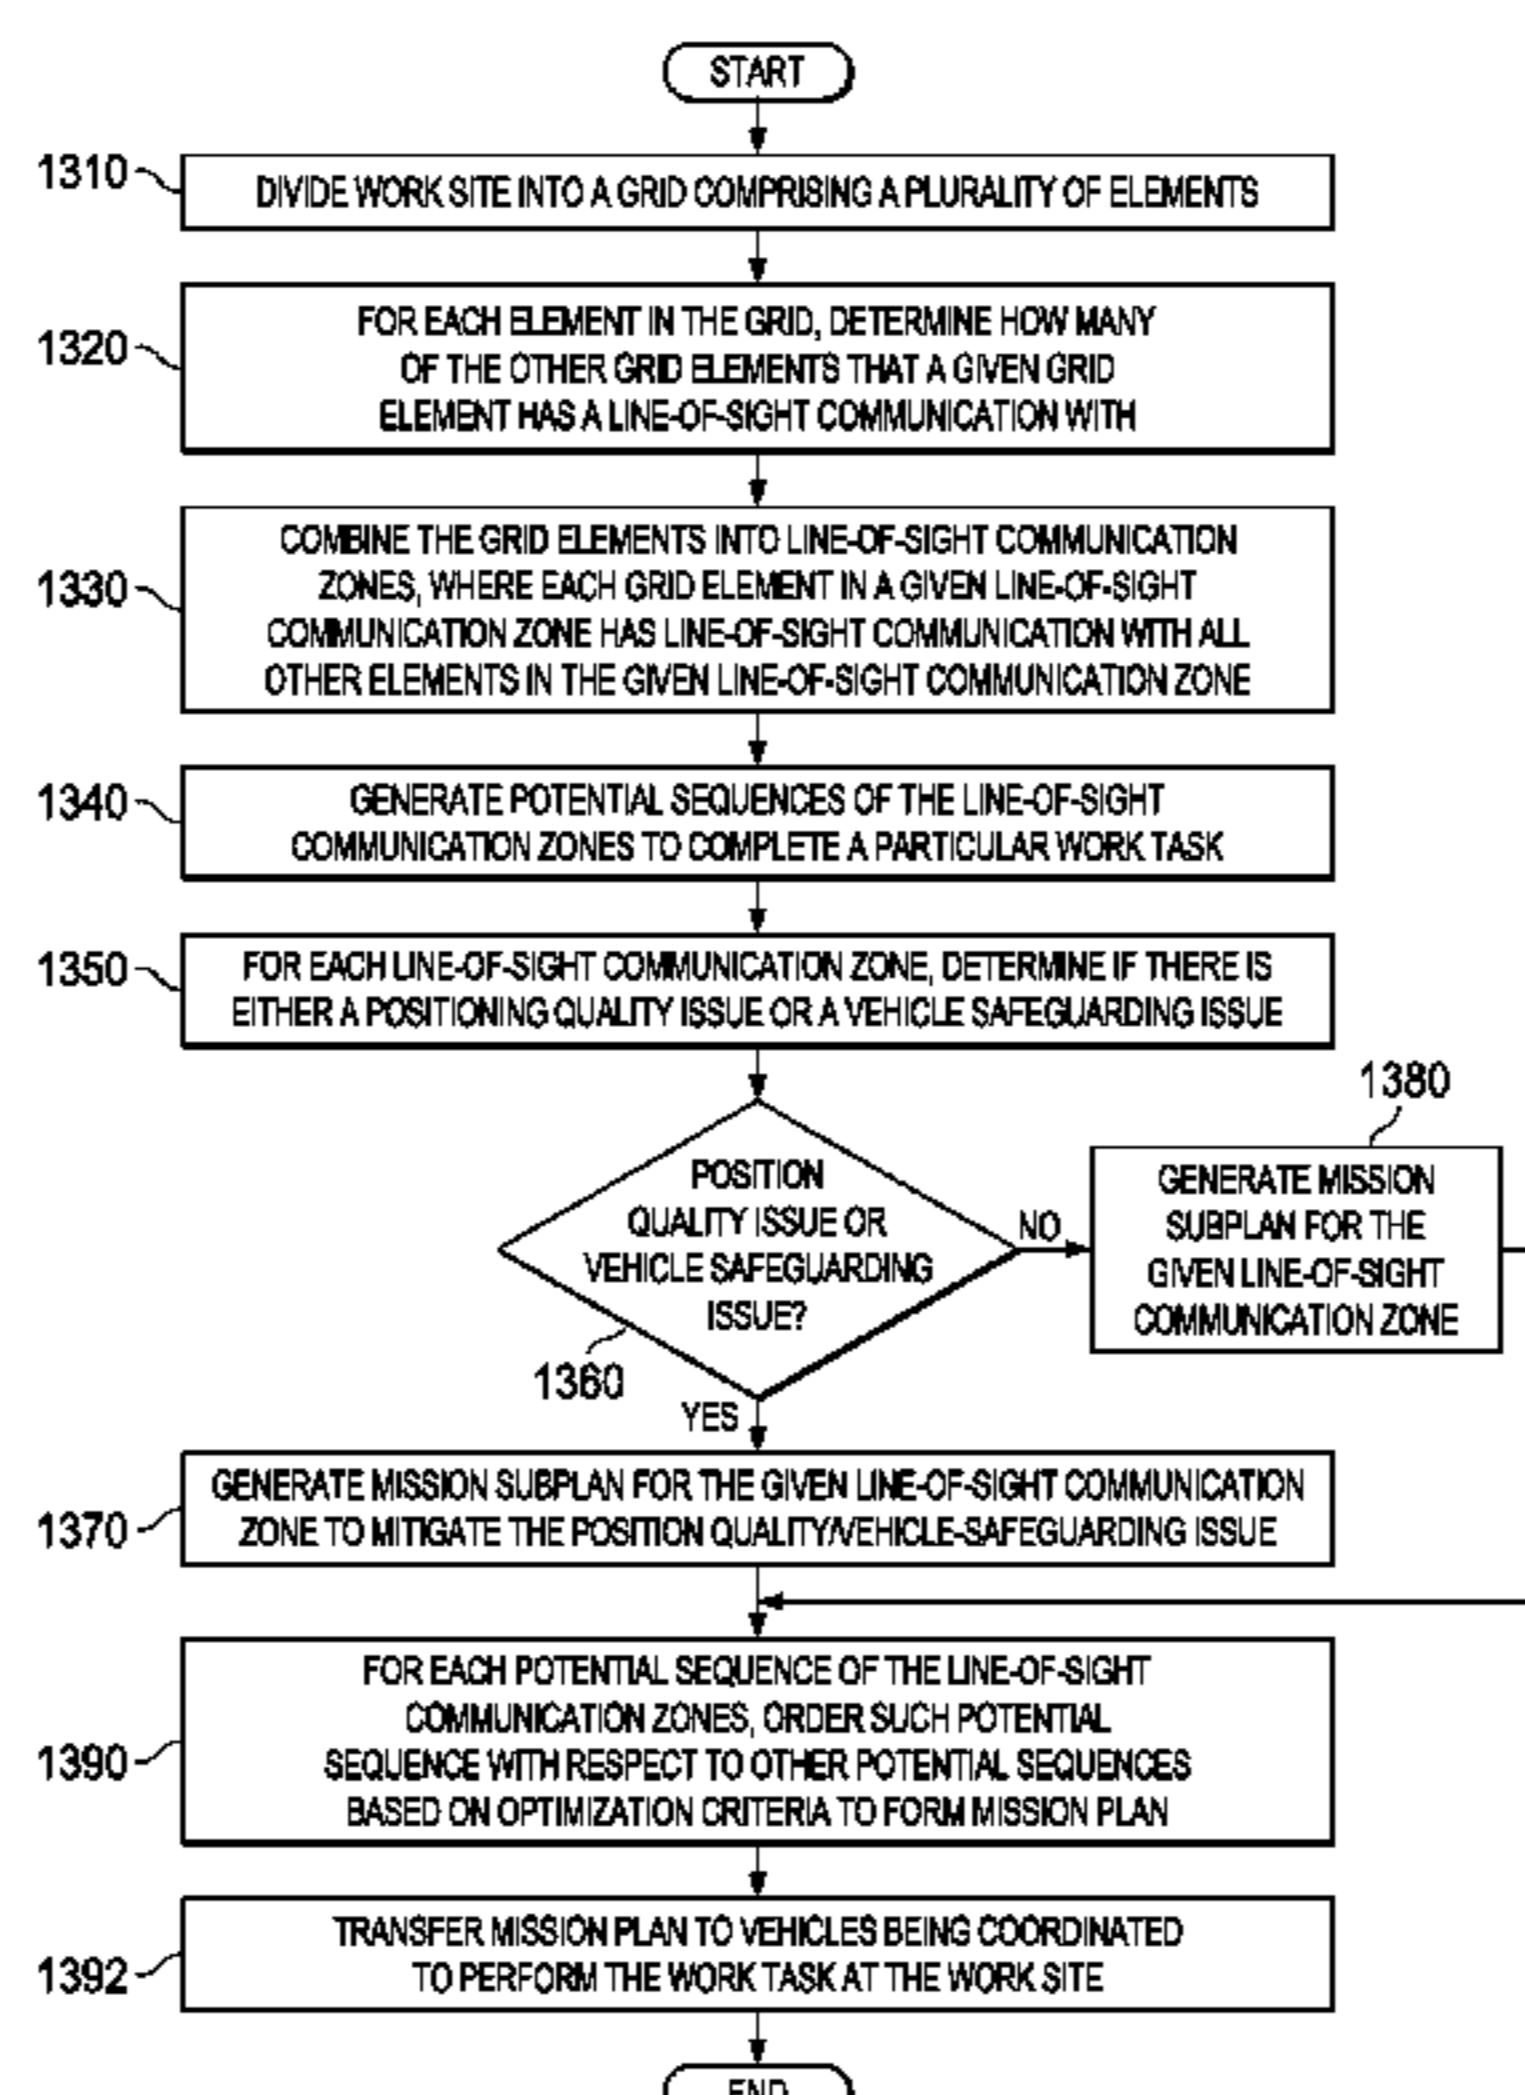 START
1310
DIVIDE WORK SITE INTO A GRID COMPRISING A PLURALITY OF ELEMENTS
1320
FOR EACH ELEMENT IN THE GRID, DETERMINE HOW MANY
OF THE OTHER GRID ELEMENTS THAT A GIVEN GRID
ELEMENT HAS A LINE-OF-SIGHT COMMUNICATION WITH
1330
COMBINE THE GRID ELEMENTS INTO LINE-OF-SIGHT COMMUNICATION
ZONES, WHERE EACH GRID ELEMENT IN A GIVEN LINE-OF-SIGHT
COMMUNICATION ZONE HAS LINE-OF-SIGHT COMMUNICATION WITH ALL
OTHER ELEMENTS IN THE GIVEN LINE-OF-SIGHT COMMUNICATION ZONE
1340
GENERATE POTENTIAL SEQUENCES OF THE LINE-OF-SIGHT
COMMUNICATION ZONES TO COMPLETE A PARTICULAR WORK TASK
1350
FOR EACH LINE-OF-SIGHT COMMUNICATION ZONE, DETERMINE IF THERE IS
EITHER A POSITIONING QUALITY ISSUE OR A VEHICLE SAFEGUARDING ISSUE
POSITION
QUALITY ISSUE OR
VEHICLE SAFEGUARDING
ISSUE?
1360
NO
1380
GENERATE MISSION
SUBPLAN FOR THE
GIVEN LINE-OF-SIGHT
COMMUNICATION ZONE
YES
1370
GENERATE MISSION SUBPLAN FOR THE GIVEN LINE-OF-SIGHT COMMUNICATION
ZONE TO MITIGATE THE POSITION QUALITY/VEHICLE-SAFEGUARDING ISSUE
1390
FOR EACH POTENTIAL SEQUENCE OF THE LINE-OF-SIGHT
COMMUNICATION ZONES, ORDER SUCH POTENTIAL
SEQUENCE WITH RESPECT TO OTHER POTENTIAL SEQUENCES
BASED ON OPTIMIZATION CRITERIA TO FORM MISSION PLAN
1392
TRANSFER MISSION PLAN TO VEHICLES BEING COORDINATED
TO PERFORM THE WORK TASK AT THE WORK SITE
END